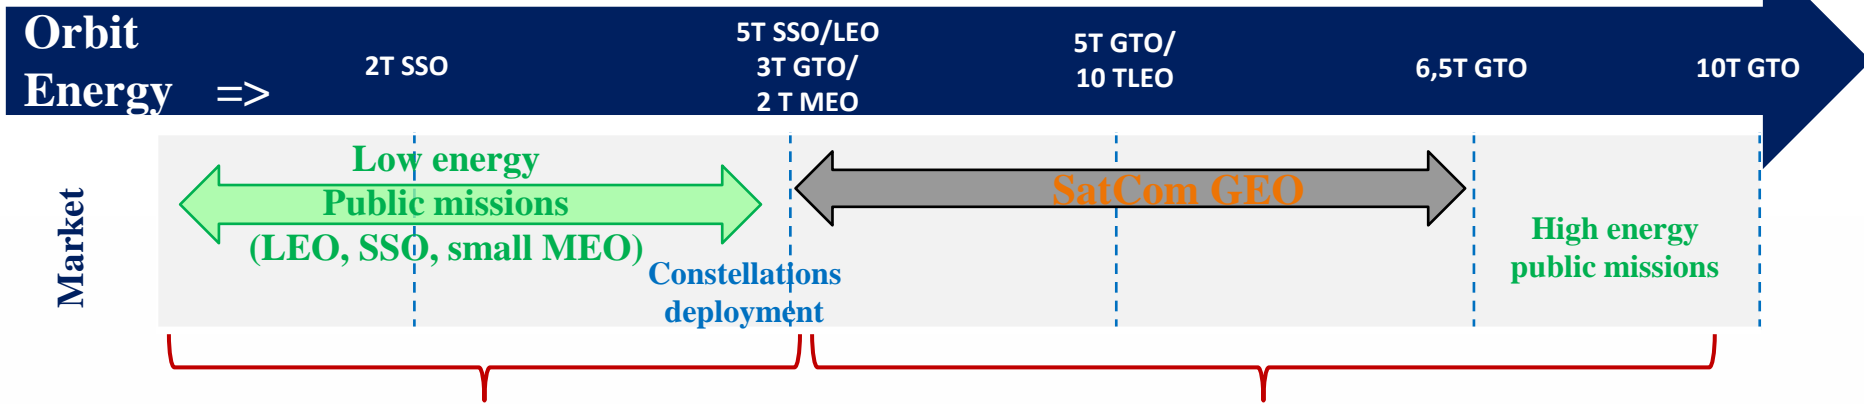 Orbit
Energy =>
2T SSO
5T SSO/LEO
3T GTO/
2 T MEO
5T GTO/
10 TLEO
6,5T GTO
10T GTO
Market
Low energy
Public missions
(LEO, SSO, small MEO)
Constellations
deployment
SatCom GEO
High energy
public missions